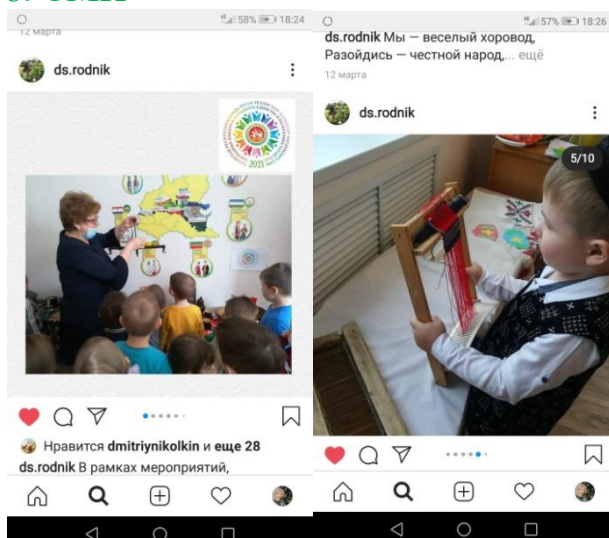 58% 18:24
12 марта
ds.rodnik
2021
Нравится dmitriynikolkin и еще 28
ds.rodnik В рамках мероприятий,
57% 18:26
ds.rodnik Мы — веселый хоровод,
Разойдись — честной народ,... ещё
12 марта
ds.rodnik
5/10